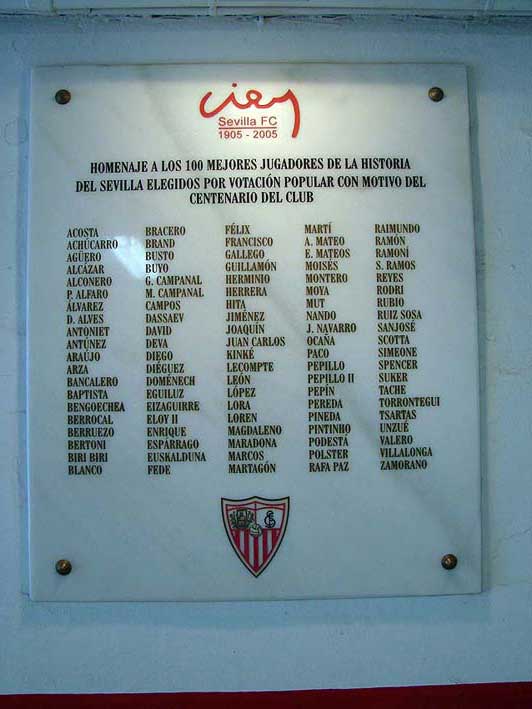 cien
Sevilla FC
1905 - 2005
HOMENAJE A LOS 100 MEJORES JUGADORES DE LA HISTORIA
DEL SEVILLA ELEGIDOS POR VOTACIÓN POPULAR CON MOTIVO DEL
CENTENARIO DEL CLUB
ACOSTA
ACHÚCARRO
AGÜERO
ALCÁZAR
ALCONERO
P. ALFARO
ÁLVAREZ
D. ALVES
ANTONIET
ANTÚNEZ
ARAÚJO
ARZA
BANCALERO
BAPTISTA
BENGOECHEA
BERROCAL
BERRUEZO
BERTONI
BIRI BIRI
BLANCO
BRACERO
BRAND
BUSTO
BUYO
G. CAMPANAL
M. CAMPANAL
CAMPOS
DASSAEV
DAVID
DEVA
DIEGO
DIÉGUEZ
DOMÉNECH
EGUILUZ
EIZAGUIRRE
ELOY II
ENRIQUE
ESPÁRRAGO
EUSKALDUNA
FEDE
FÉLIX
FRANCISCO
GALLEGO
GUILLAMÓN
HERMINIO
HERRERA
HITA
JIMÉNEZ
JOAQUÍN
JUAN CARLOS
KINKÉ
LECOMPTE
LEÓN
LÓPEZ
LORA
LOREN
MAGDALENO
MARADONA
MARCOS
MARTAGÓN
MARTÍ
A. MATEO
E. MATEOS
MOISÉS
MONTERO
MOYA
MUT
NANDO
J. NAVARRO
OCAÑA
PACO
PEPILLO
PEPILLO II
PEPÍN
PEREDA
PINEDA
PINTINHO
PODESTÁ
POLSTER
RAFA PAZ
RAIMUNDO
RAMÓN
RAMONÍ
S. RAMOS
REYES
RODRI
RUBIO
RUIZ SOSA
SANJOSÉ
SCOTTA
SIMEONE
SPENCER
SUKER
TACHE
TORRONTEGUI
TSARTAS
UNZUÉ
VALERO
VILLALONGA
ZAMORANO